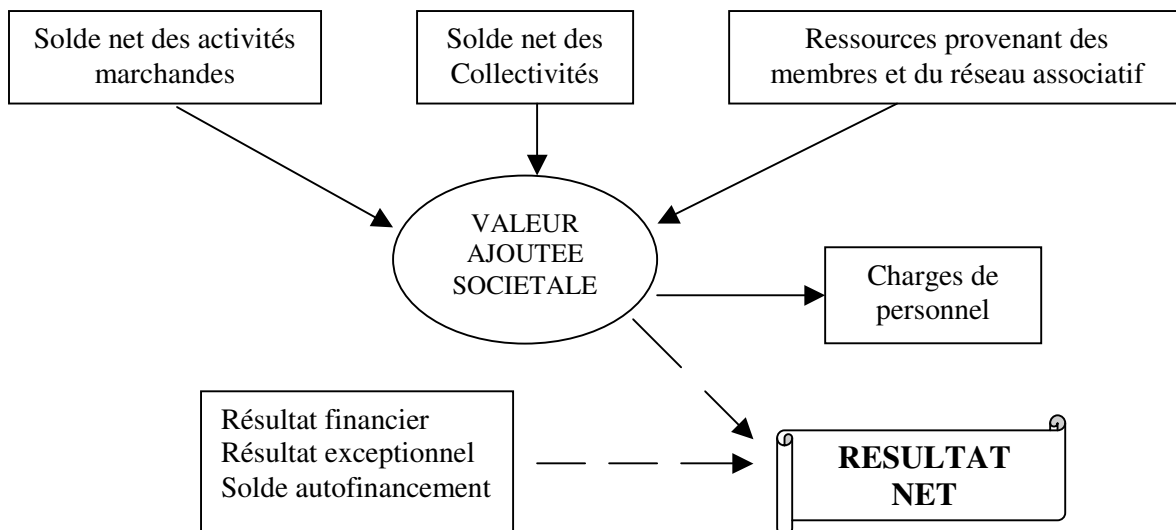 Solde net des activités
marchandes
Solde net des
Collectivités
Ressources provenant des
membres et du réseau associatif
VALEUR
AJOUTEE
SOCIETALE
Charges de
personnel
Résultat financier
Résultat exceptionnel
Solde autofinancement
RESULTAT
NET